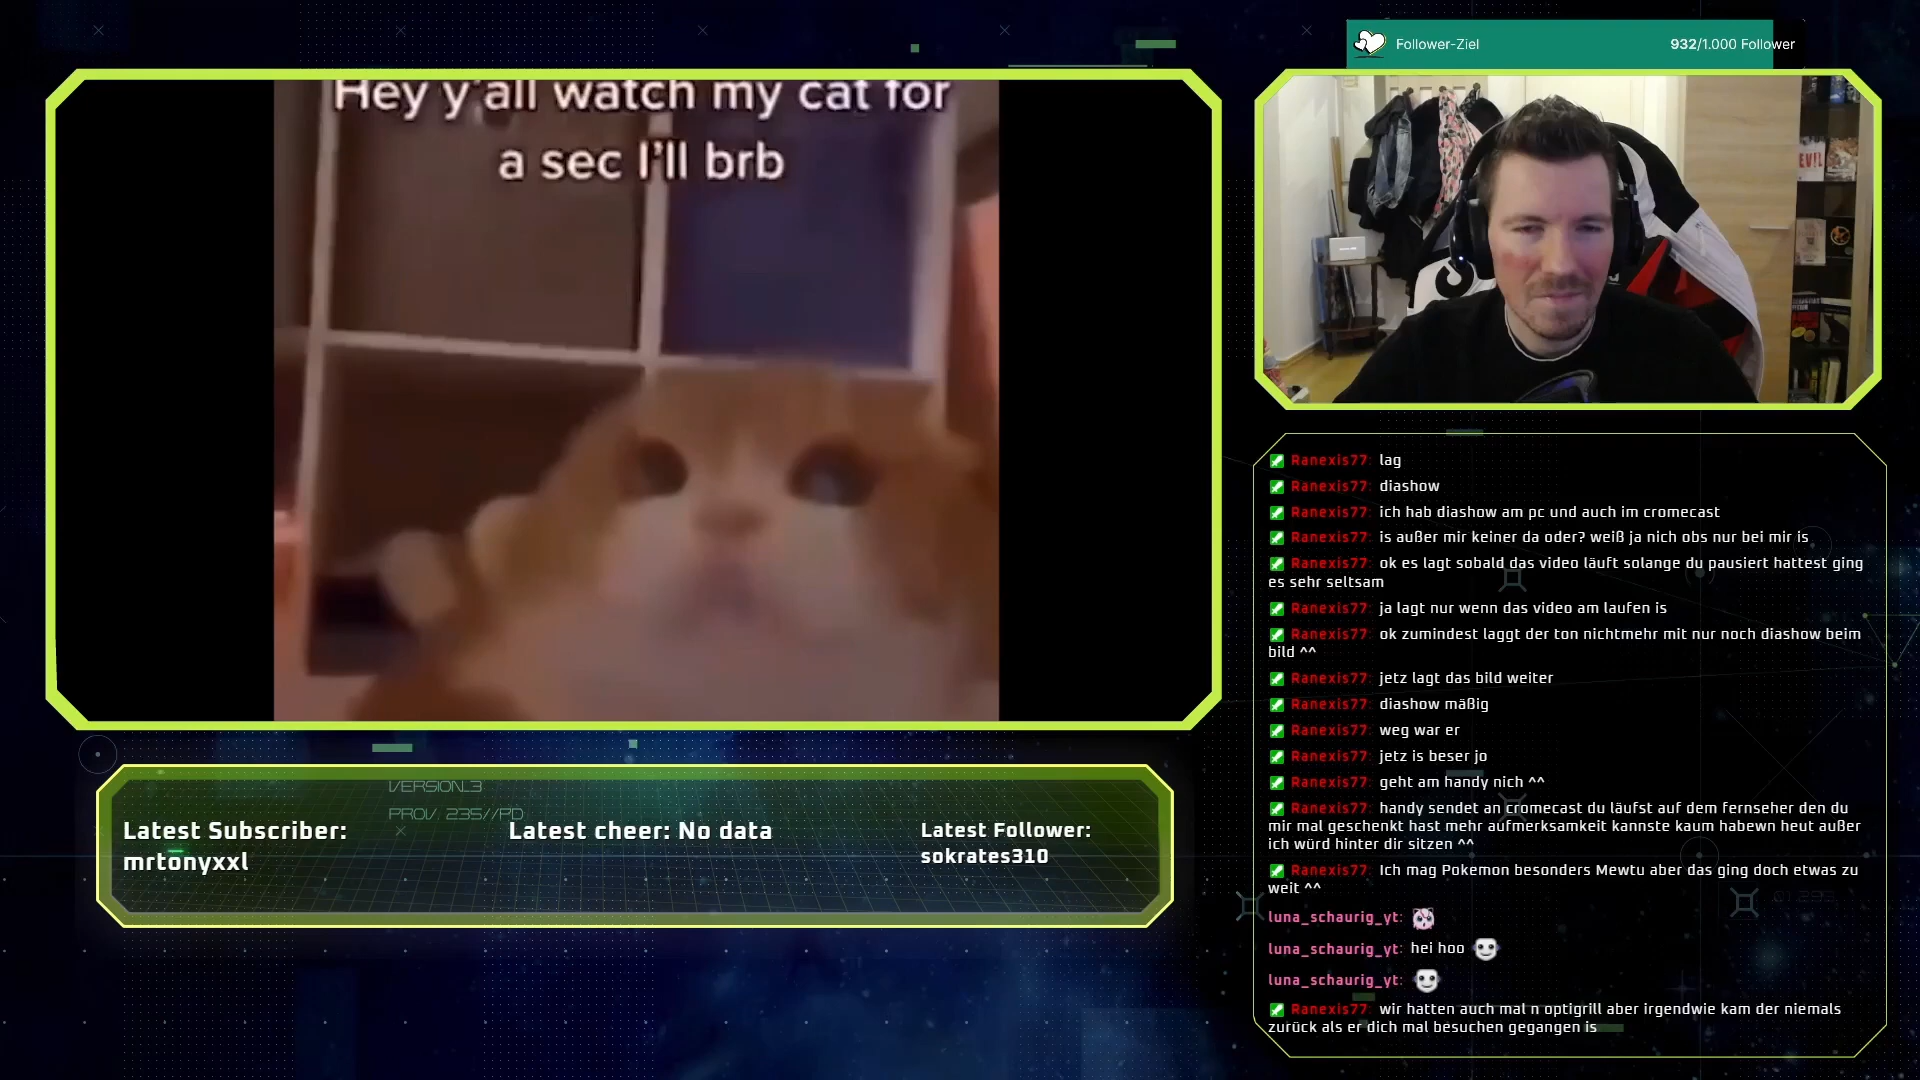 Follower-Ziel
932/1.000 Follower
Hey y'all watch my cat for
a sec I'll brb
EVIL
Ranexis77: lag
Ranexis77: diashow
Ranexis77: ich hab diashow am pc und auch im cromecast
Ranexis77: is außer mir keiner da oder? weiß ja nich obs nur bei mir is
Ranexis77: ok es lagt sobald das video läuft solange du pausiert hattest ging
es sehr seltsam
Ranexis77: ja lagt nur wenn das video am laufen is
Ranexis77: ok zumindest laggt der ton nichtmehr mit nur noch diashow beim
bild ^^
Ranexis77: jetz lagt das bild weiter
Ranexis77: diashow mäßig
Ranexis77: weg war er
Ranexis77: jetz is beser jo
Ranexis77: geht am handy nich ^^
Ranexis77: handy sendet an cromecast du läufst auf dem fernseher den du
mir mal geschenkt hast mehr aufmerksamkeit kannste kaum habewn heut außer
ich würd hinter dir sitzen ^^
Ranexis77: Ich mag Pokemon besonders Mewtu aber das ging doch etwas zu
weit ^^
luna_schaurig_yt:
luna_schaurig_yt: hei hoo
luna_schaurig_yt:
Ranexis77: wir hatten auch mal n optigrill aber irgendwie kam der niemals
zurück als er dich mal besuchen gegangen is
VERSION_3
PROV. 235//PD
Latest Subscriber:
mrtonyxxl
Latest cheer: No data
Latest Follower:
sokrates310